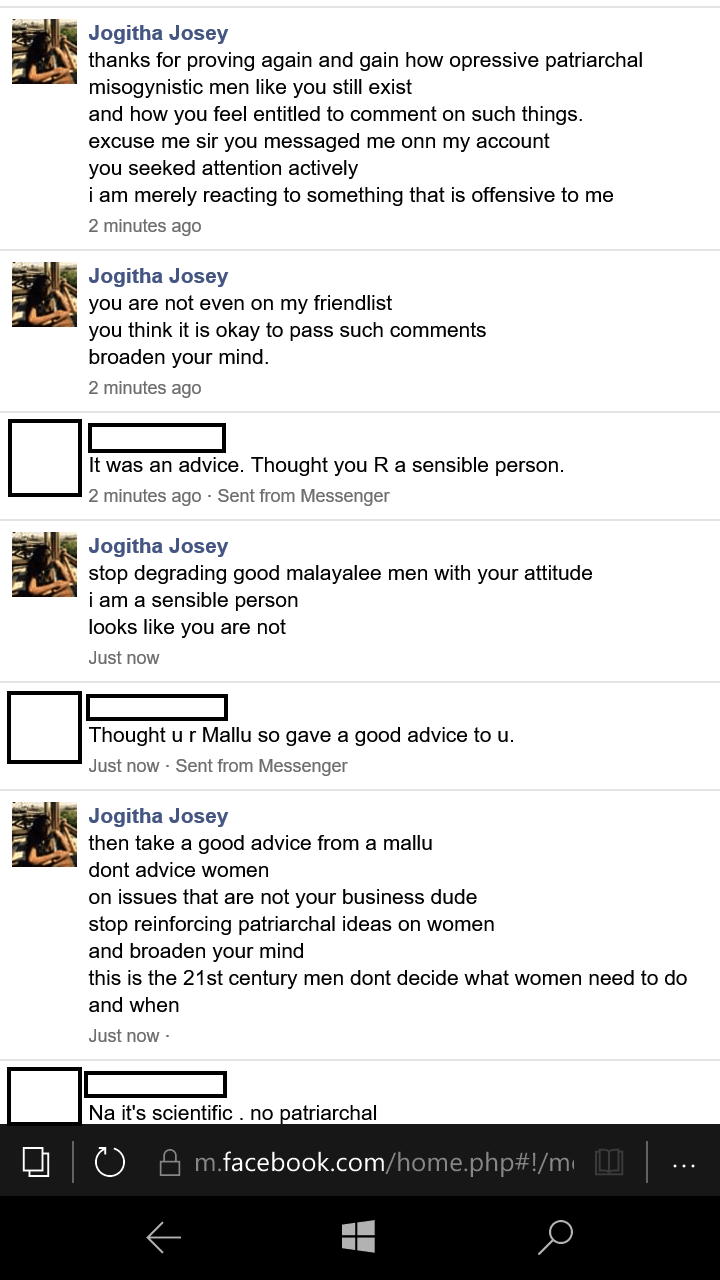 Jogitha Josey
thanks for proving again and gain how opressive patriarchal
misogynistic men like you still exist
and how you feel entitled to comment on such things.
excuse me sir you messaged me onn my account
you seeked attention actively
i am merely reacting to something that is offensive to me
2 minutes ago
Jogitha Josey
you are not even on my friendlist
you think it is okay to pass such comments
broaden your mind.
2 minutes ago
It was an advice. Thought you R a sensible person.
2 minutes ago · Sent from Messenger
Jogitha Josey
stop degrading good malayalee men with your attitude
i am a sensible person
looks like you are not
Just now
Thought u r Mallu so gave a good advice to u.
Just now · Sent from Messenger
Jogitha Josey
then take a good advice from a mallu
dont advice women
on issues that are not your business dude
stop reinforcing patriarchal ideas on women
and broaden your mind
this is the 21st century men dont decide what women need to do
and when
Just now ·
Na it's scientific . no patriarchal
m.facebook.com/home.php#!/m